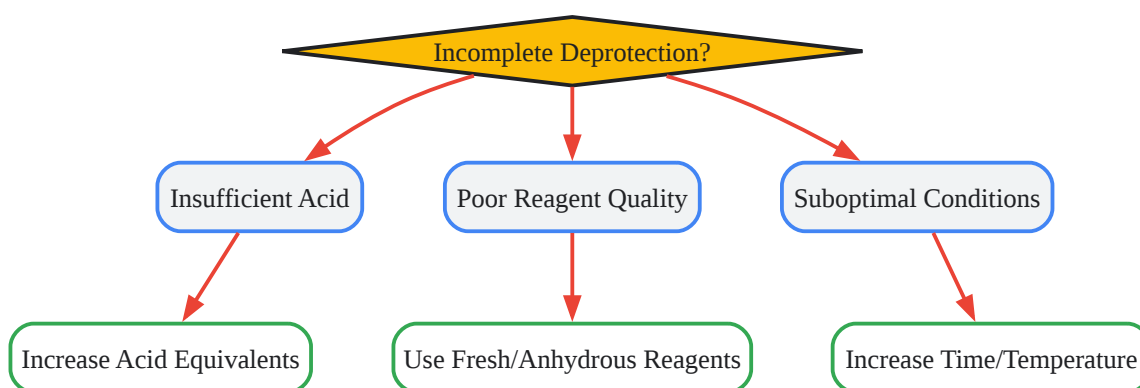 Incomplete Deprotection?
Insufficient Acid
Poor Reagent Quality
Suboptimal Conditions
Increase Acid Equivalents
Use Fresh/Anhydrous Reagents
Increase Time/Temperature